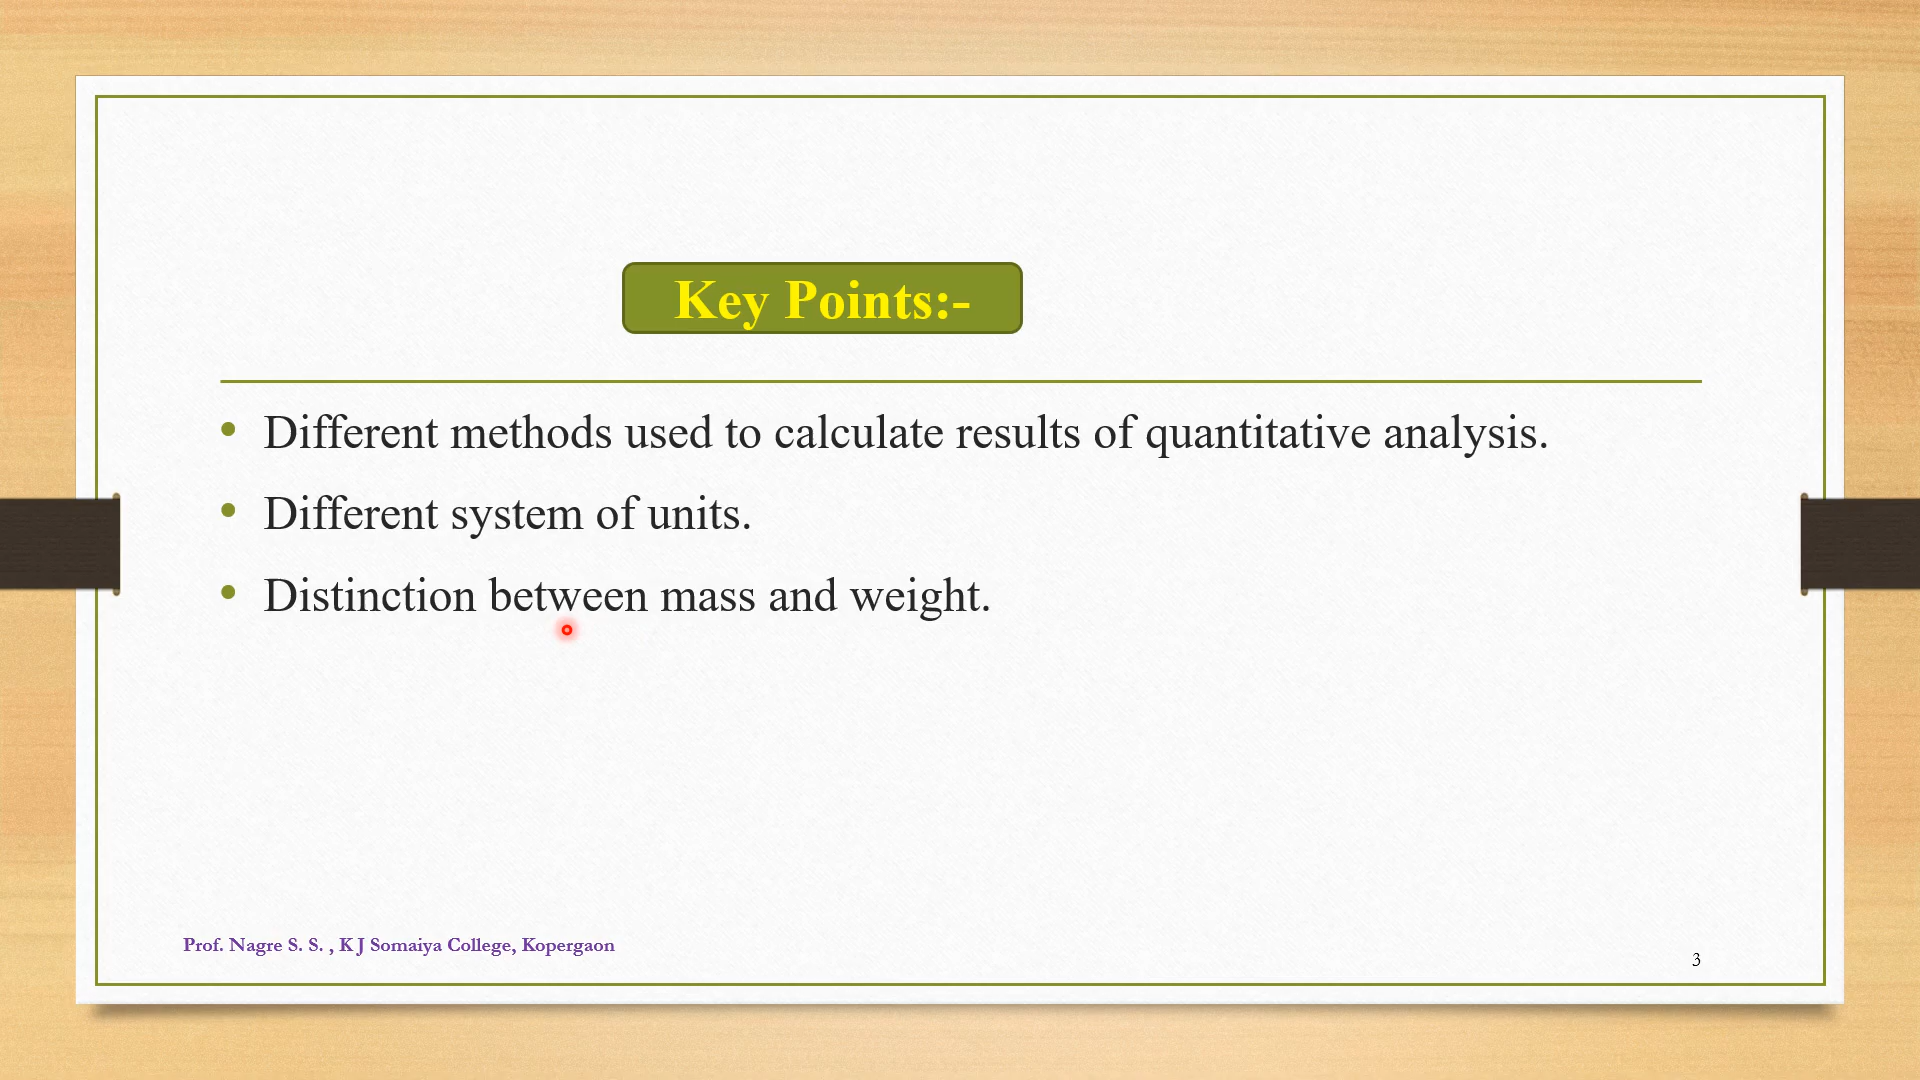 Key Points:-
• Different methods used to calculate results of quantitative analysis.
• Different system of units.
• Distinction between mass and weight.
Prof. Nagre S. S. , K J Somaiya College, Kopergaon
3